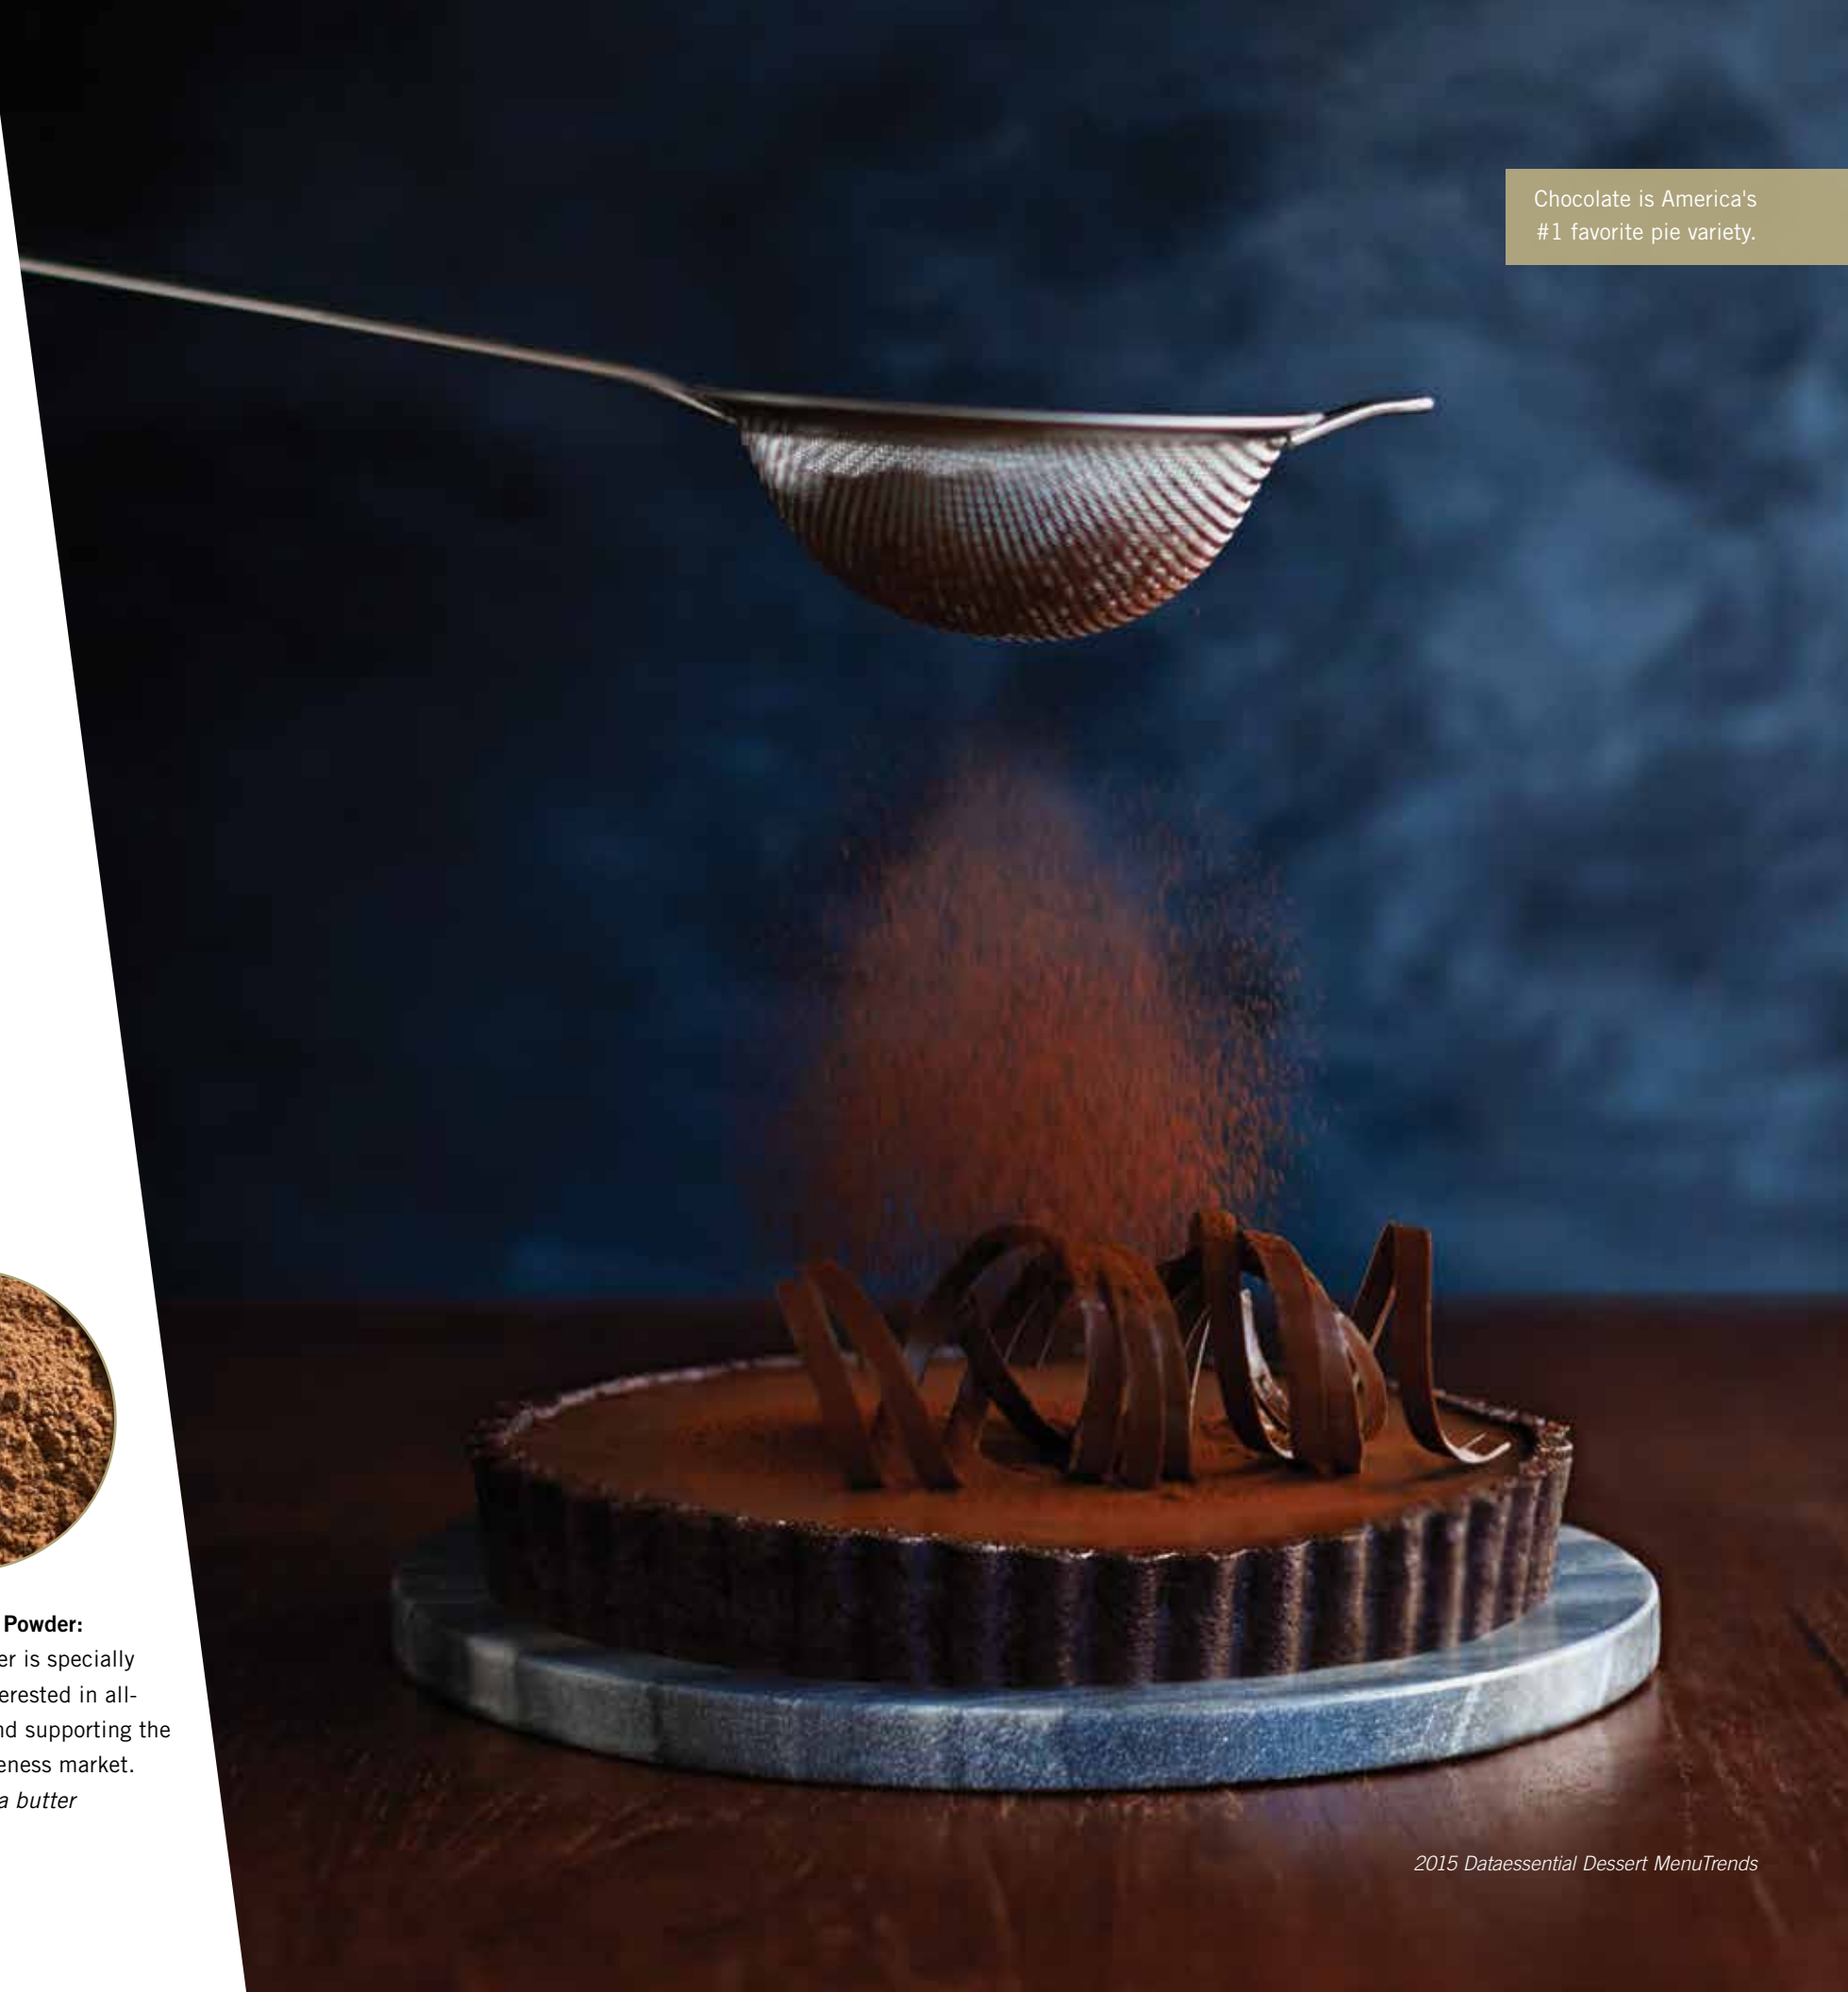 Chocolate is America's
#1 favorite pie variety.
Powder:
er is specially
erested in all-
nd supporting the
eness market.
a butter
2015 Dataessential Dessert MenuTrends